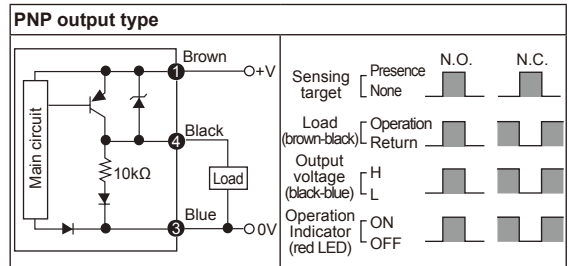 PNP output type
Main circuit
10kΩ
1
Brown
+V
4
Black
Load
3
Blue
0V
N.O.
N.C.
Sensing
target
Presence
None
Load
(brown-black)
Operation
Return
Output
voltage
(black-blue)
H
L
Operation
Indicator
(red LED)
ON
OFF